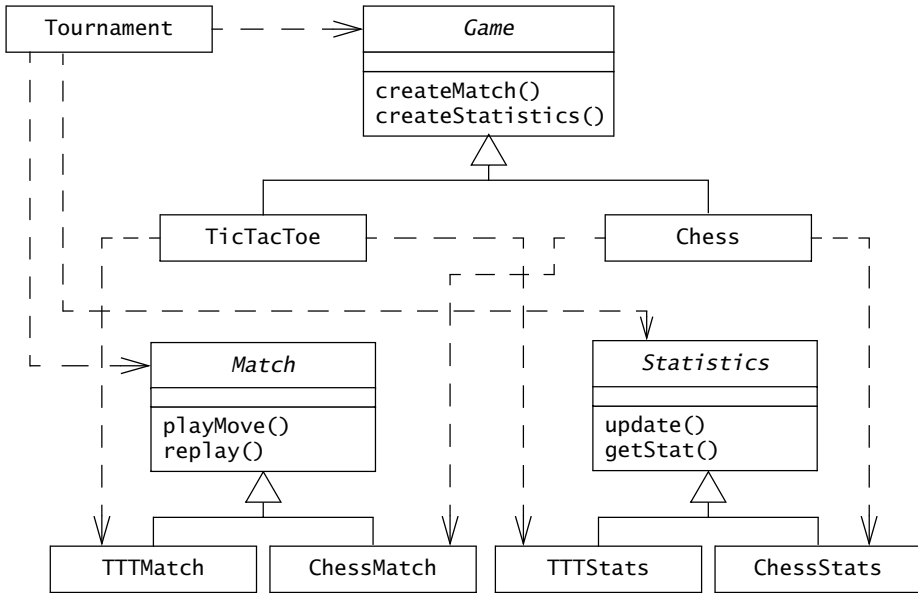 Tournament
Game
createMatch()
createStatistics()
TicTacToe
Chess
Match
playMove()
replay()
Statistics
update()
getStat()
TTTMatch
ChessMatch
TTTStats
ChessStats